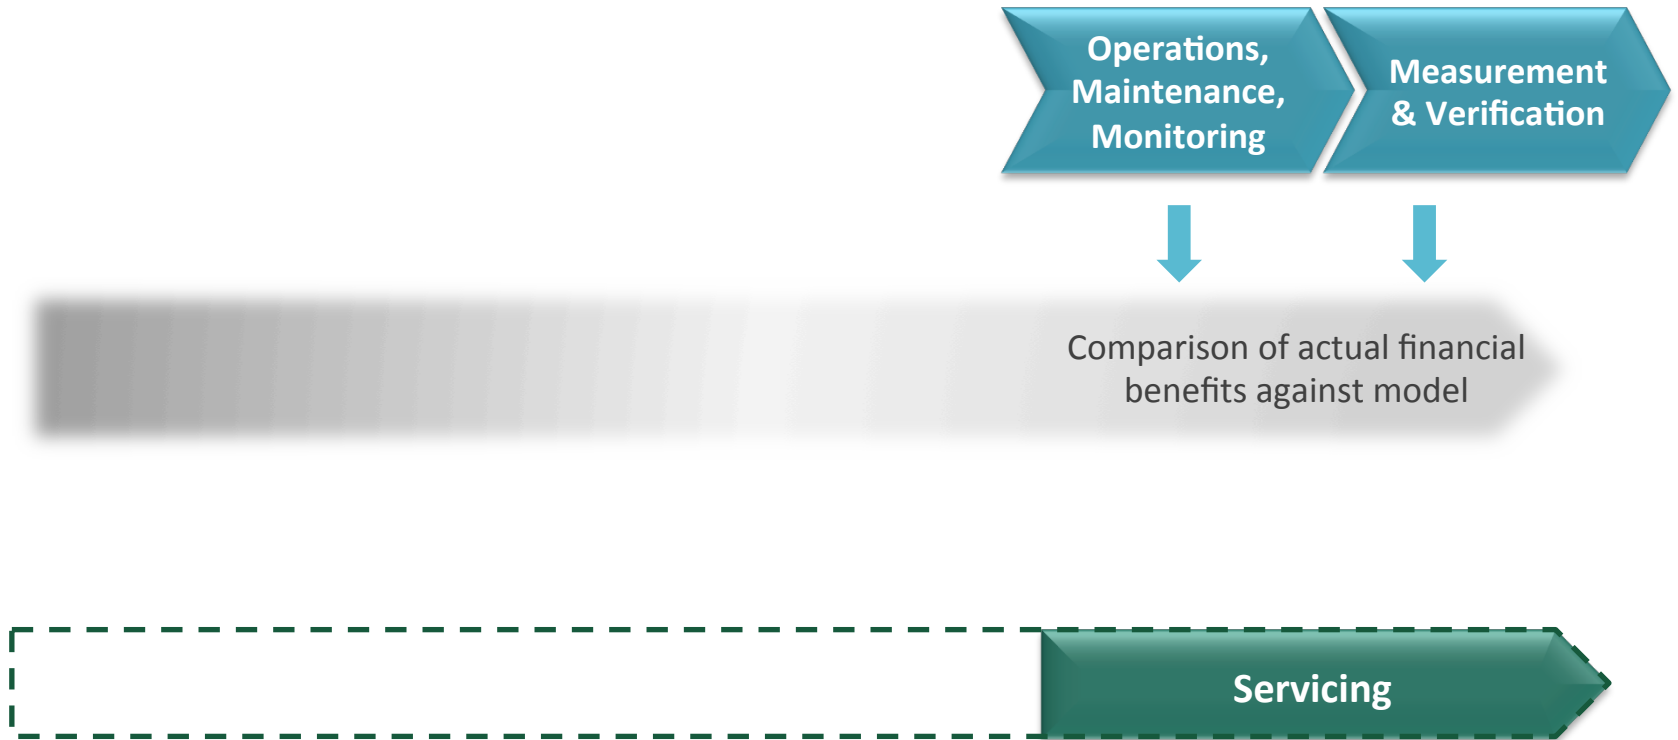 Operations,
Maintenance,
Monitoring
Measurement
& Verification
Comparison of actual financial
benefits against model
Servicing